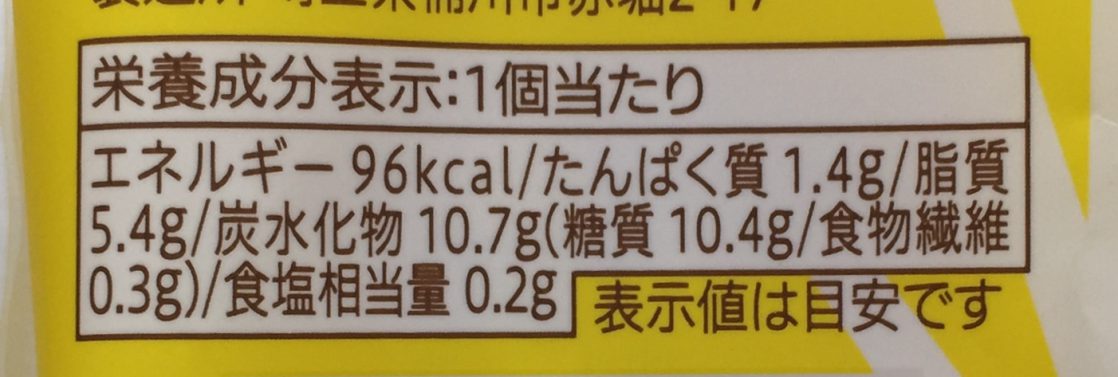 栄養成分表示:1個当たり
エネルギー 96kcal/たんぱく質 1.4g/脂質
5.4g/炭水化物 10.7g(糖質 10.4g/食物繊維
0.3g)/食塩相当量 0.2g
表示値は目安です